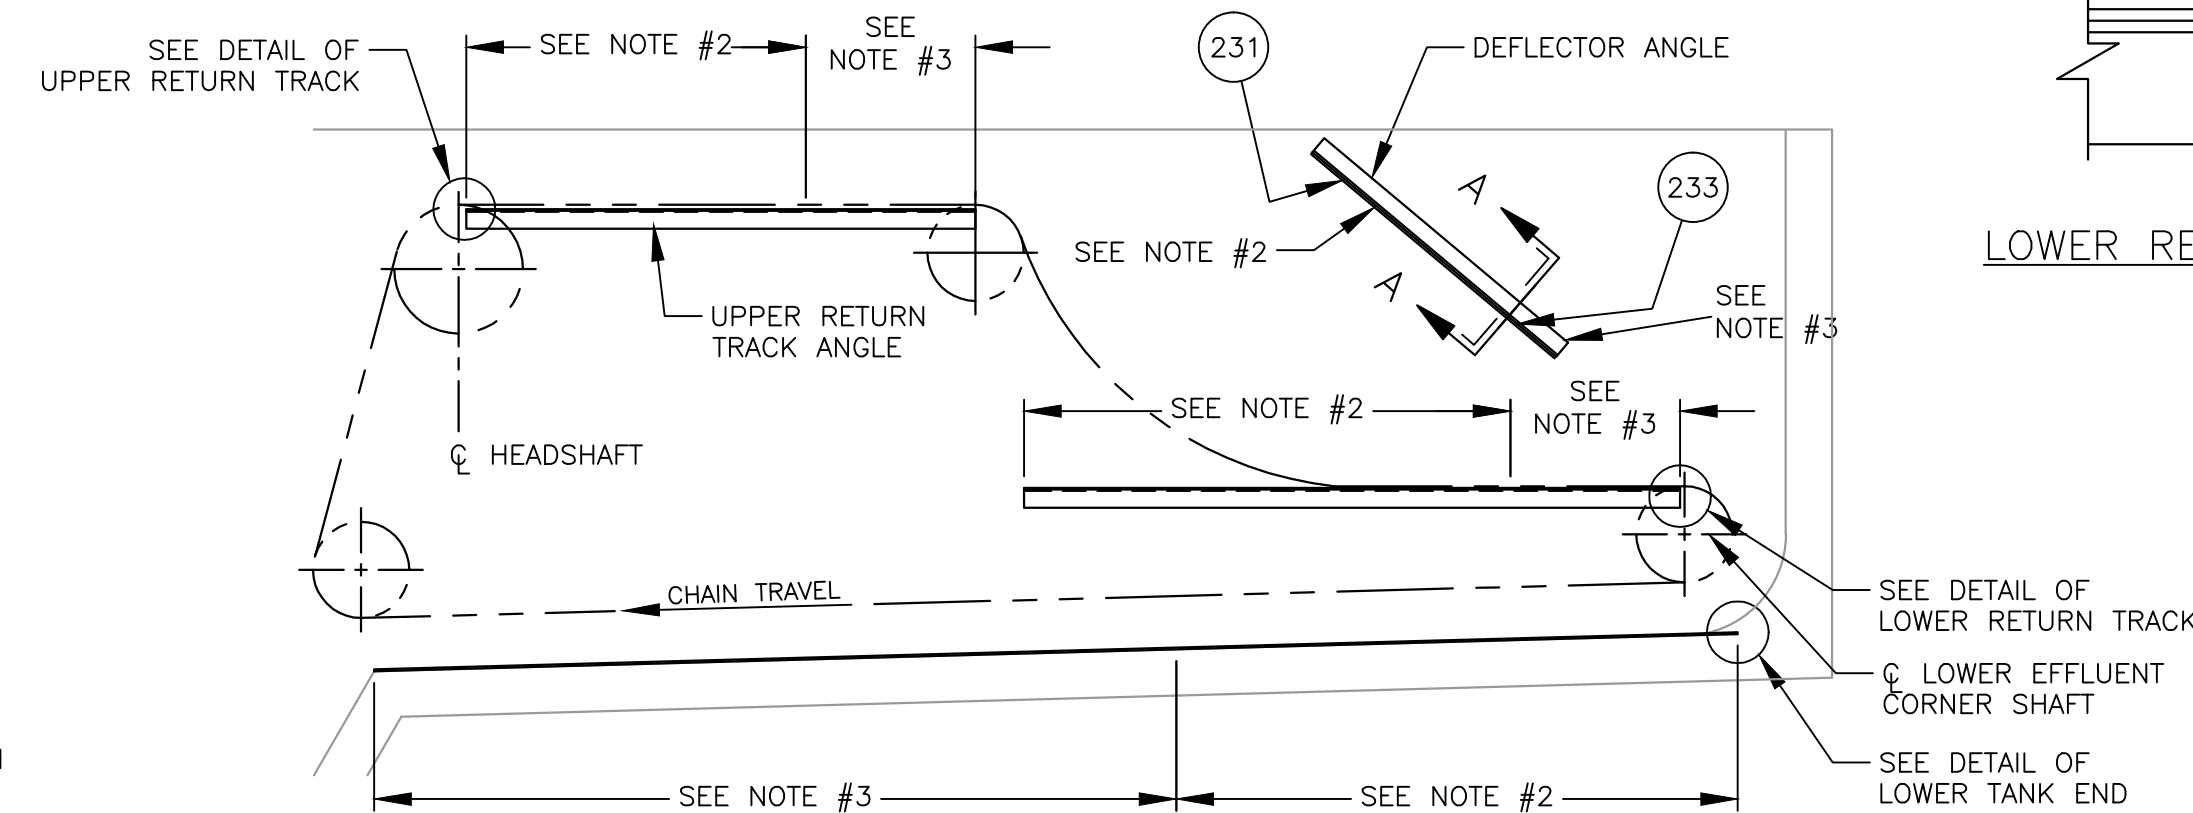 SEE DETAIL OF
UPPER RETURN TRACK
SEE NOTE #2
SEE
NOTE #3
231
DEFLECTOR ANGLE
233
A
A
SEE NOTE #2
SEE
NOTE #3
LOWER RE
UPPER RETURN
TRACK ANGLE
SEE NOTE #2
SEE
NOTE #3
℄ HEADSHAFT
CHAIN TRAVEL
SEE DETAIL OF
LOWER RETURN TRACK
℄ LOWER EFFLUENT
CORNER SHAFT
SEE DETAIL OF
LOWER TANK END
SEE NOTE #3
SEE NOTE #2